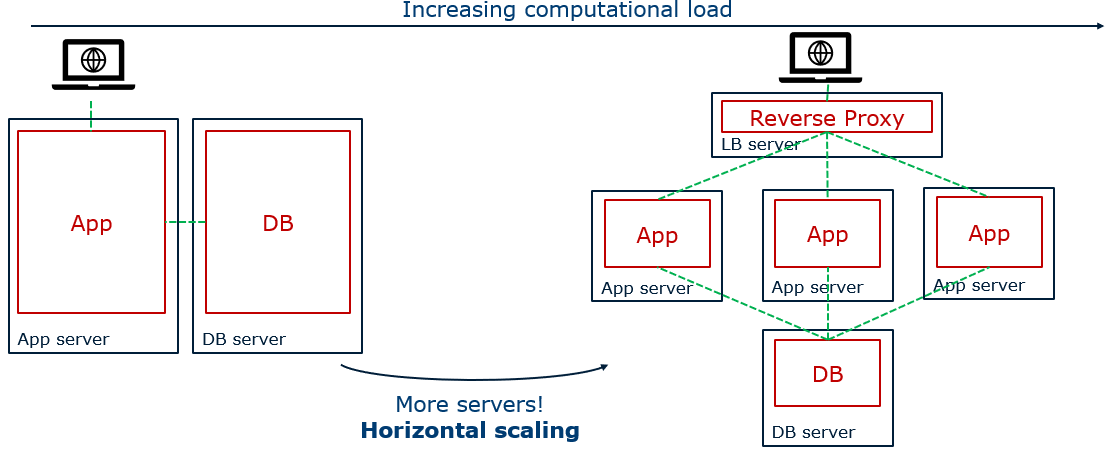 Increasing computational load
App
App server
DB
DB server
More servers!
Horizontal scaling
Reverse Proxy
LB server
App
App server
App
App server
App
App server
DB
DB server